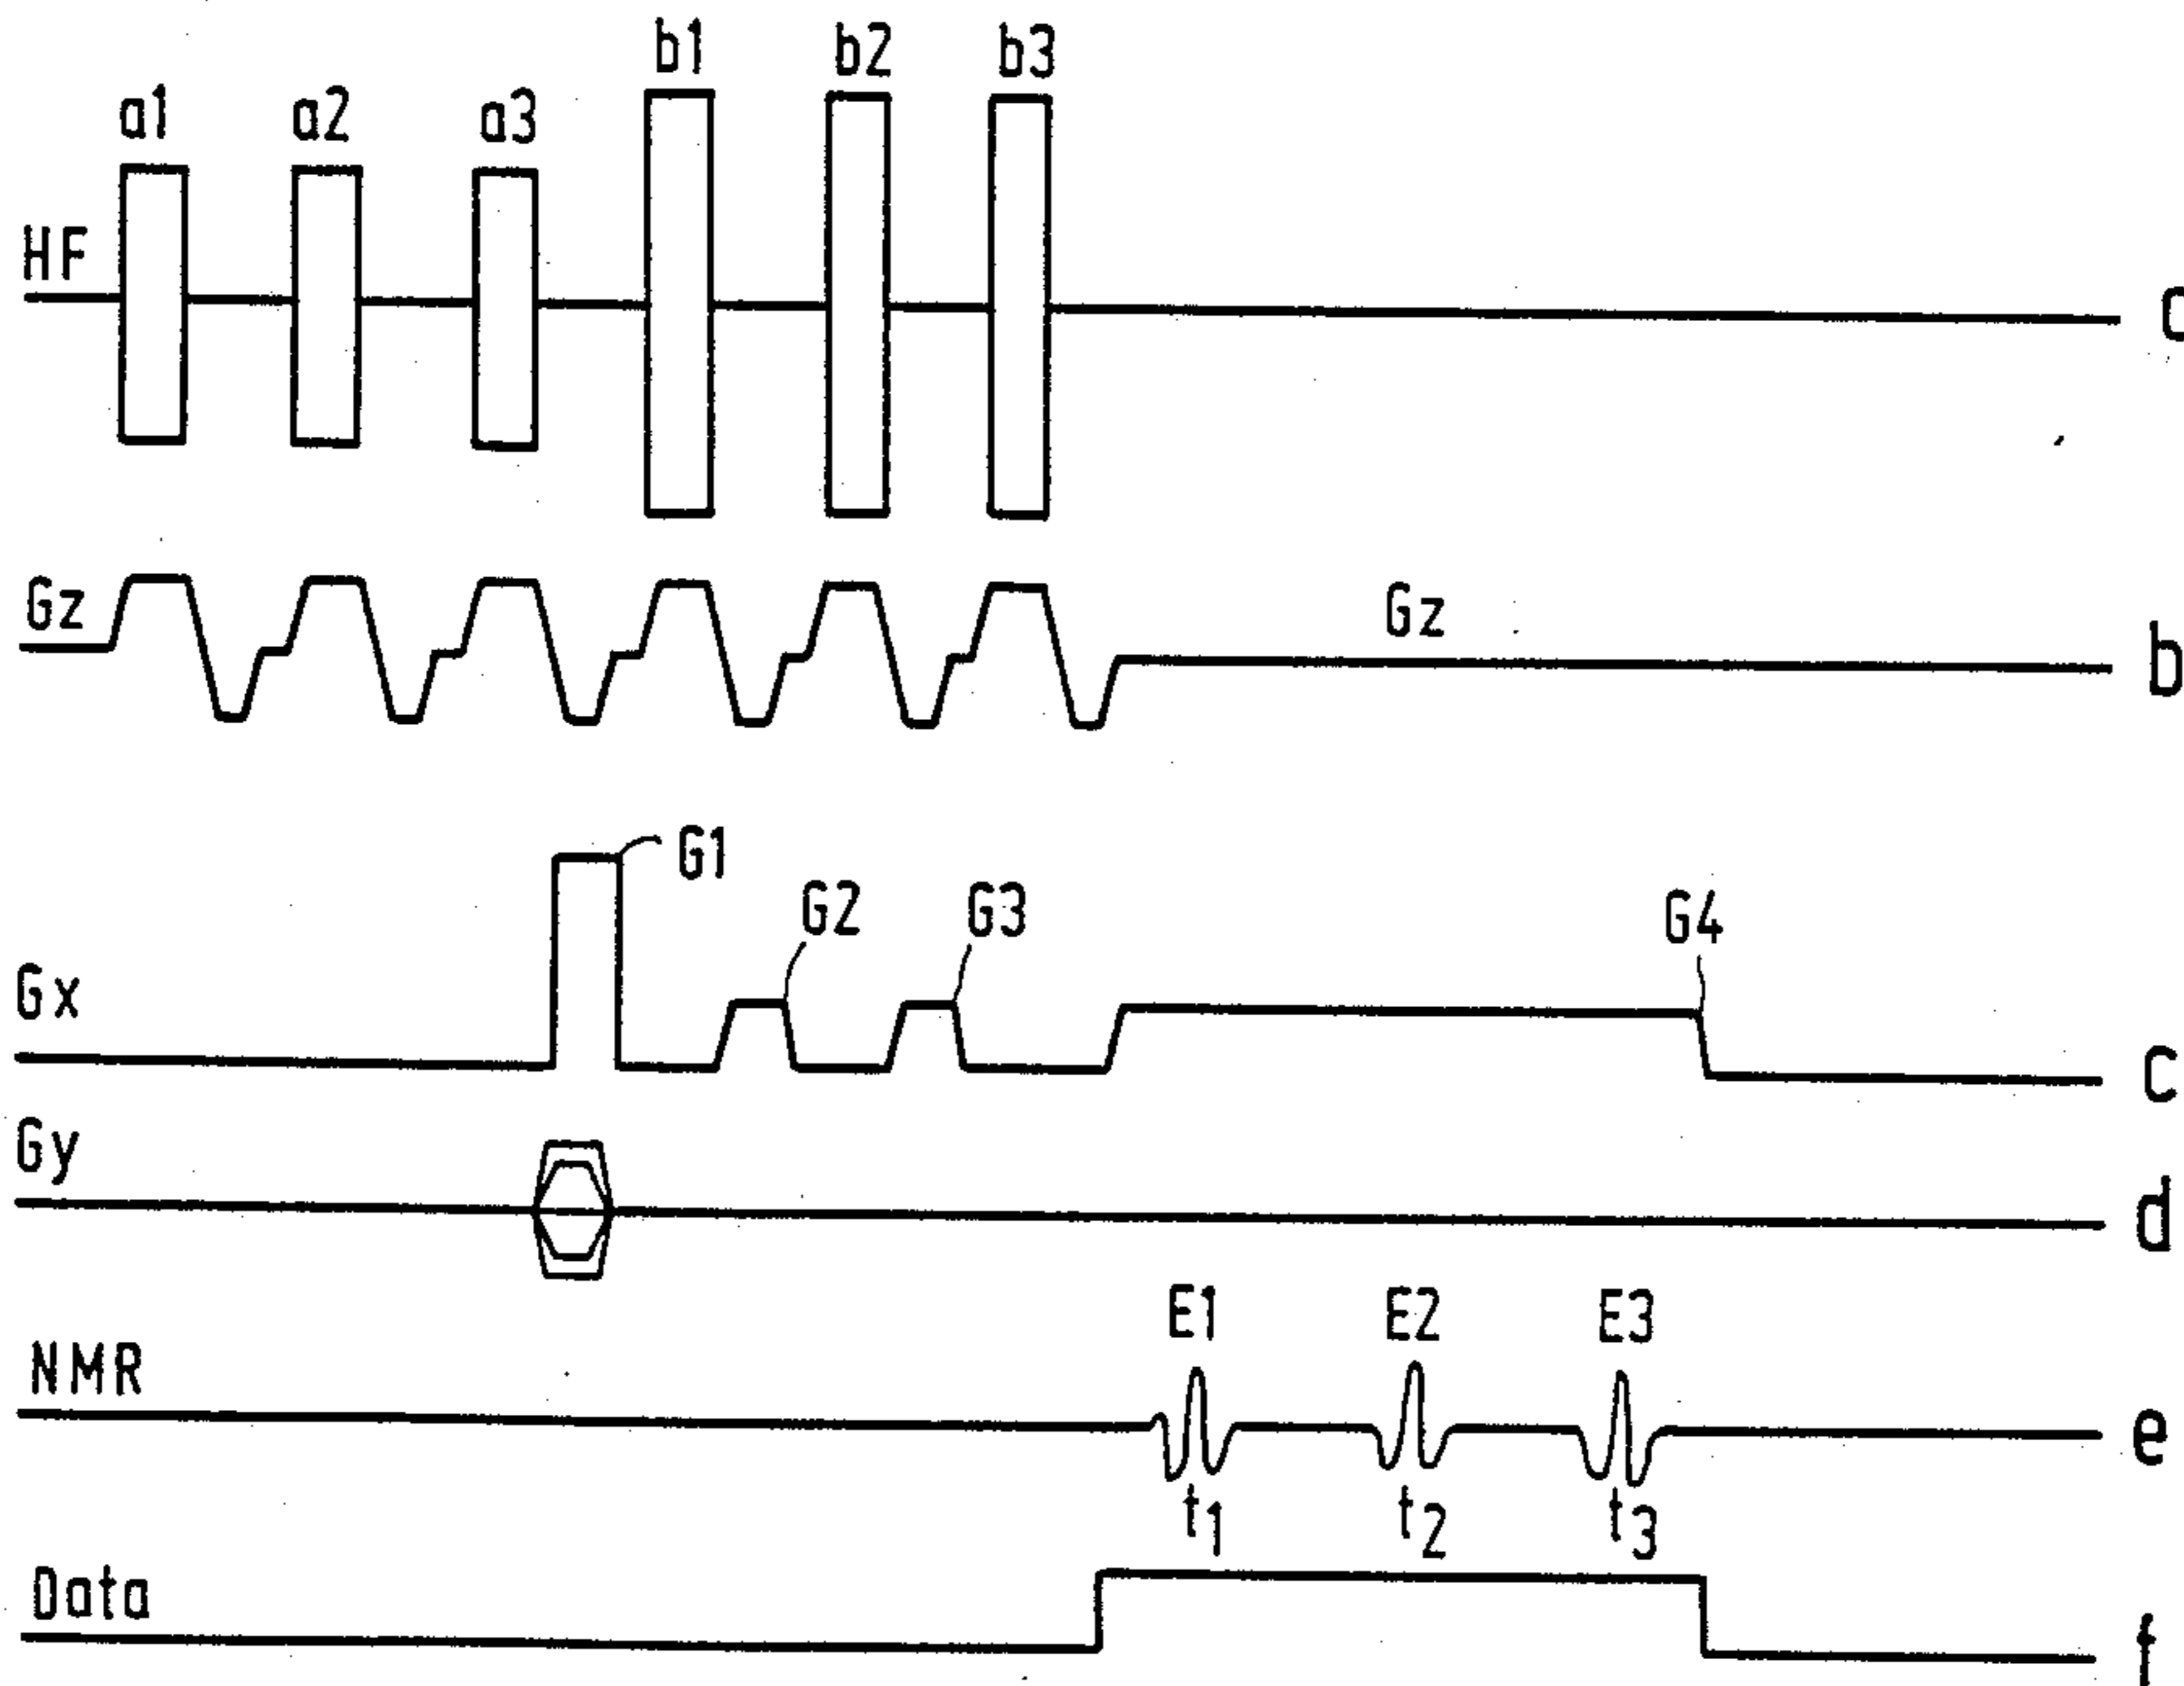 b1 b2 b3
a1 a2 a3
HF
Gz Gz b
G1
G2 G3 G4
Gx
c
Gy
d
E1 E2 E3
NMR
e
t1 t2 t3
Data
f